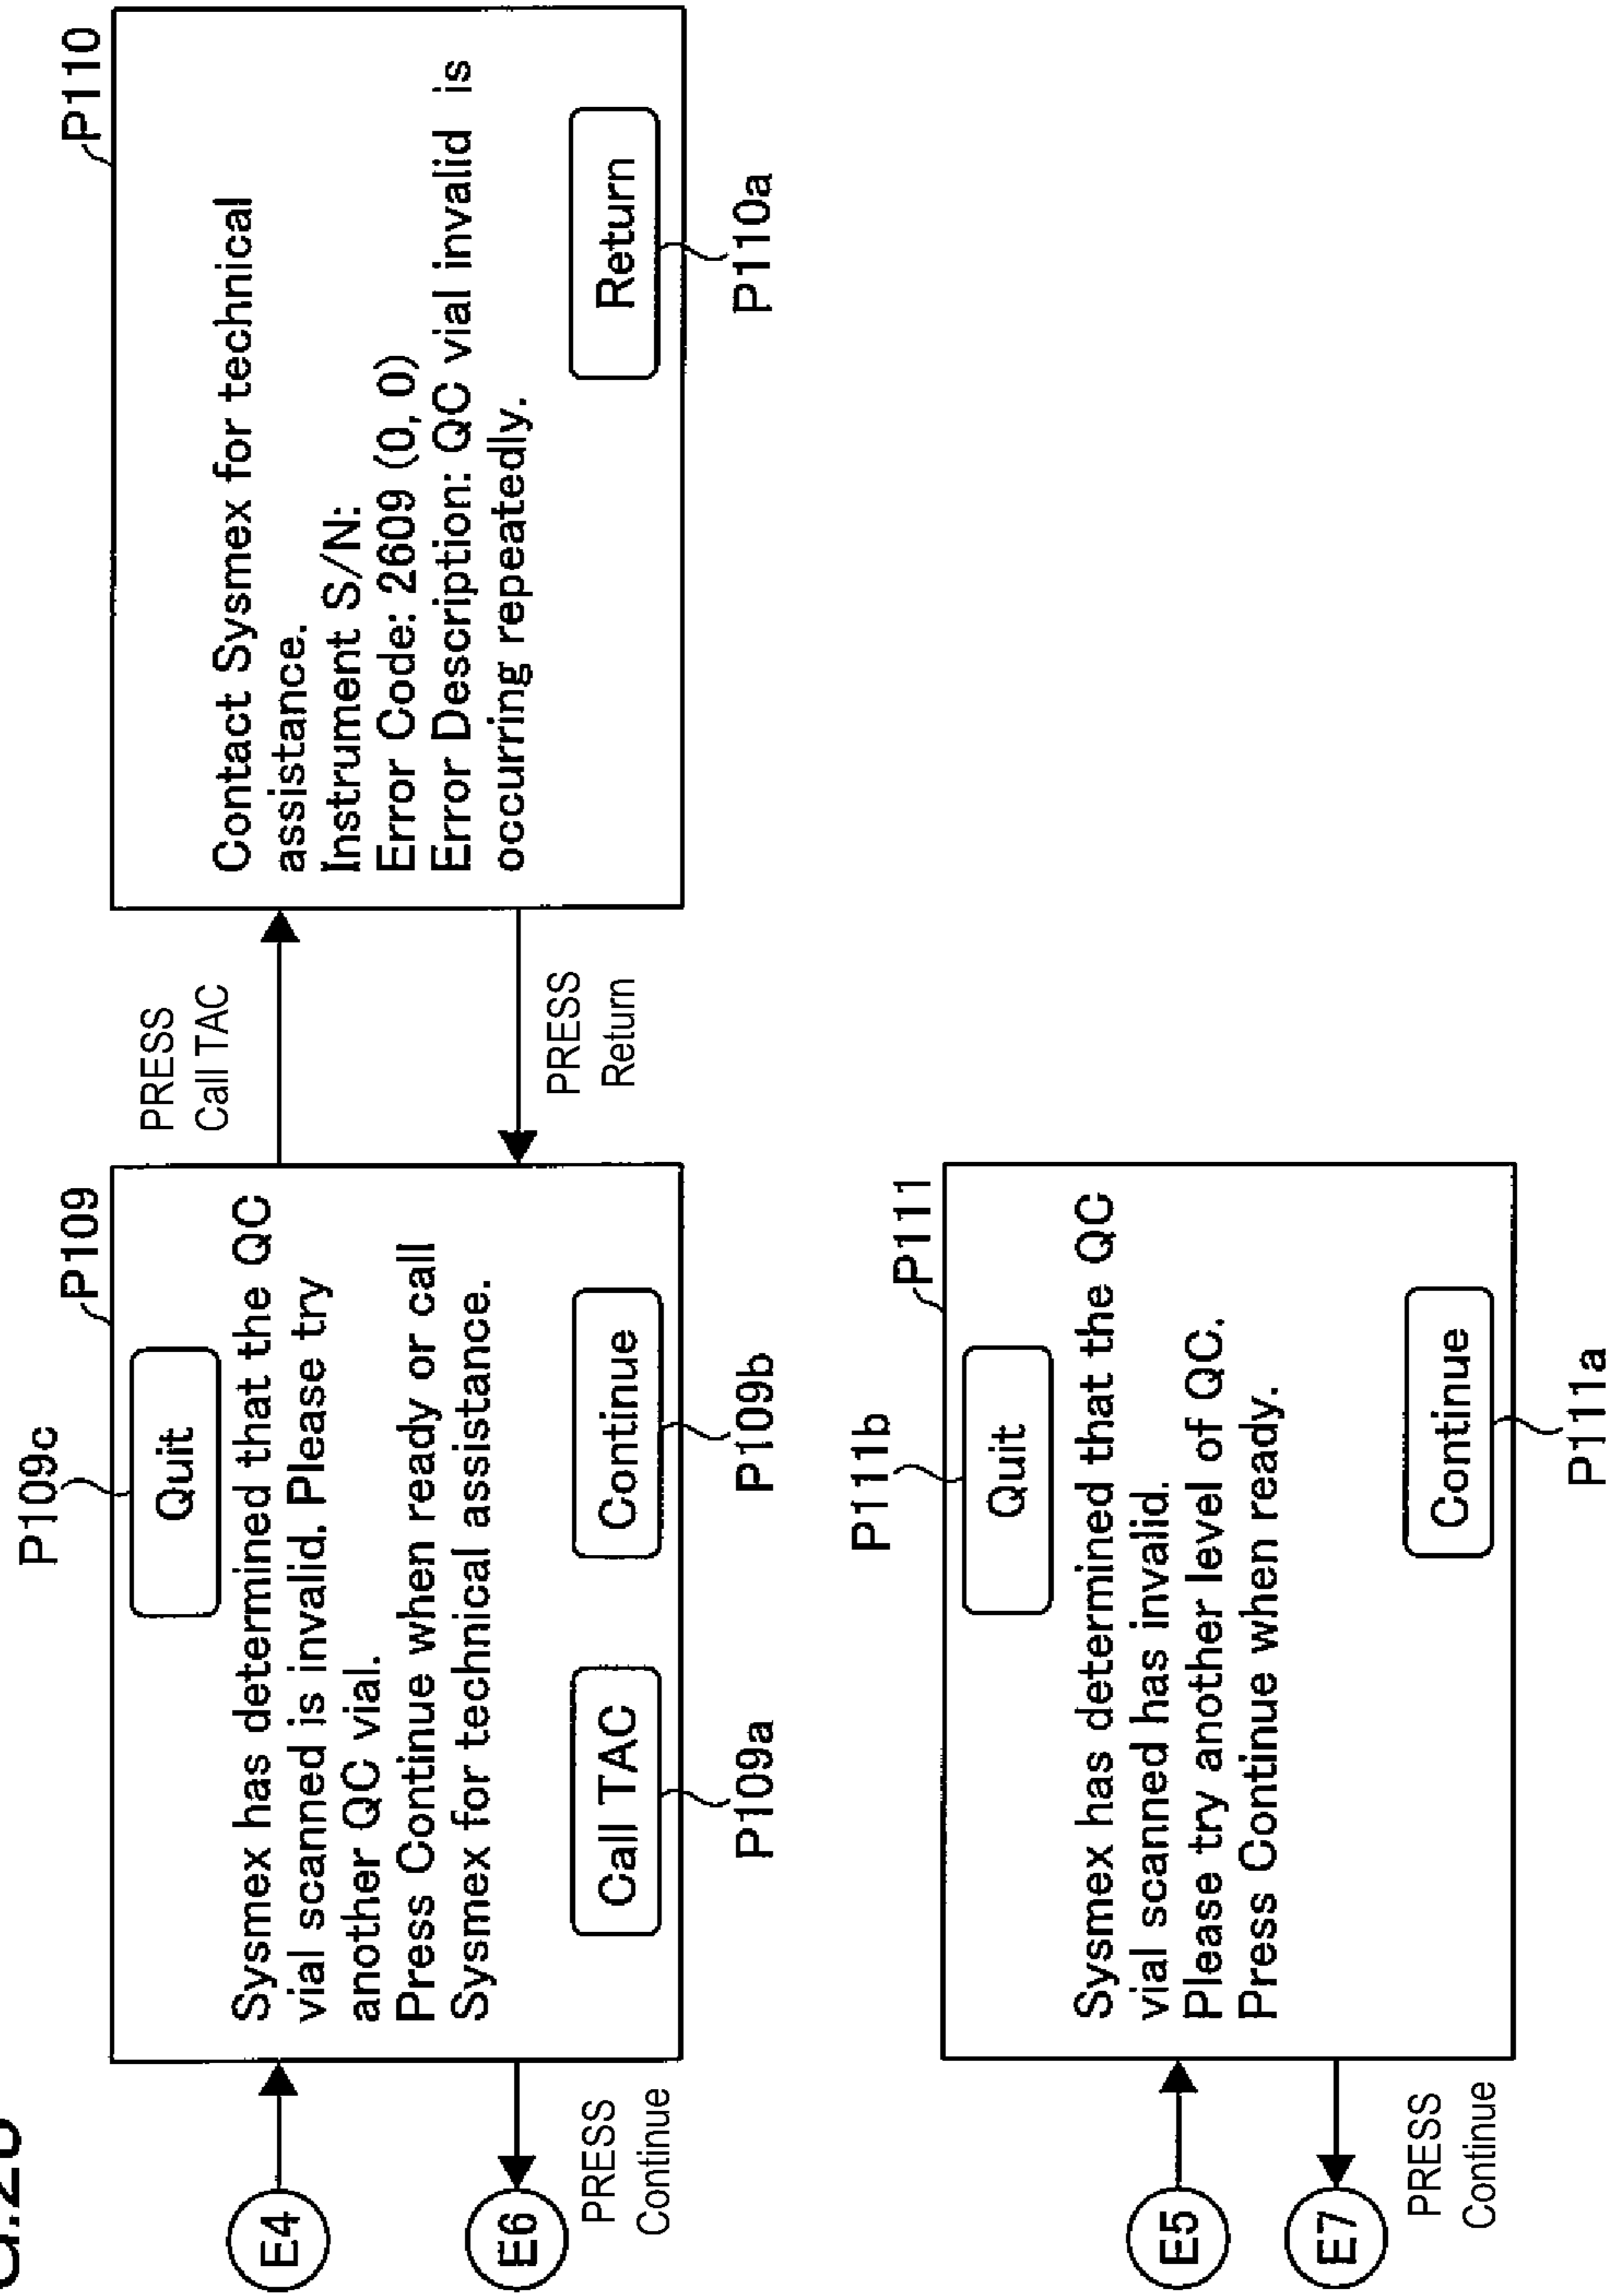 P109c
P109
Quit
Sysmex has determined that the QC
vial scanned is invalid. Please try
another QC vial.
Press Continue when ready or call
Sysmex for technical assistance.
Call TAC
Continue
P109a
P109b
E4
E6
PRESS
Continue
PRESS
Call TAC
PRESS
Return
P110
Contact Sysmex for technical
assistance.
Instrument S/N:
Error Code: 2609 (0, 0)
Error Description: QC vial invalid is
occurring repeatedly.
Return
P110a
P111b
P111
Quit
Sysmex has determined that the QC
vial scanned has invalid.
Please try another level of QC.
Press Continue when ready.
Continue
P111a
E5
E7
PRESS
Continue